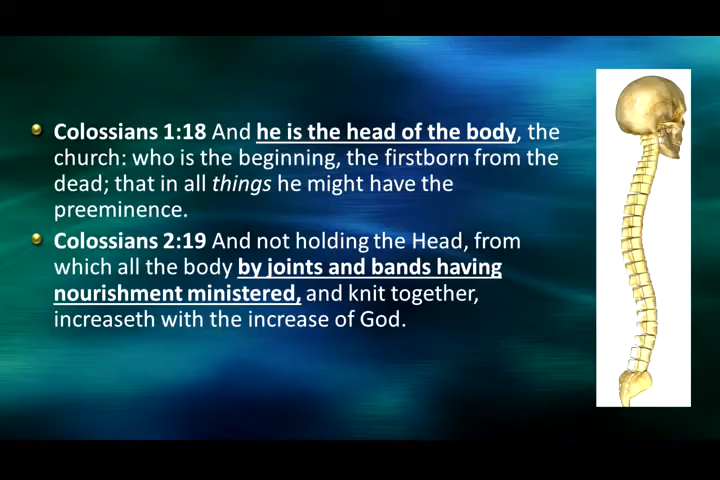 Colossians 1:18 And he is the head of the body, the
church: who is the beginning, the firstborn from the
dead; that in all things he might have the
preeminence.
Colossians 2:19 And not holding the Head, from
which all the body by joints and bands having
nourishment ministered, and knit together,
increaseth with the increase of God.